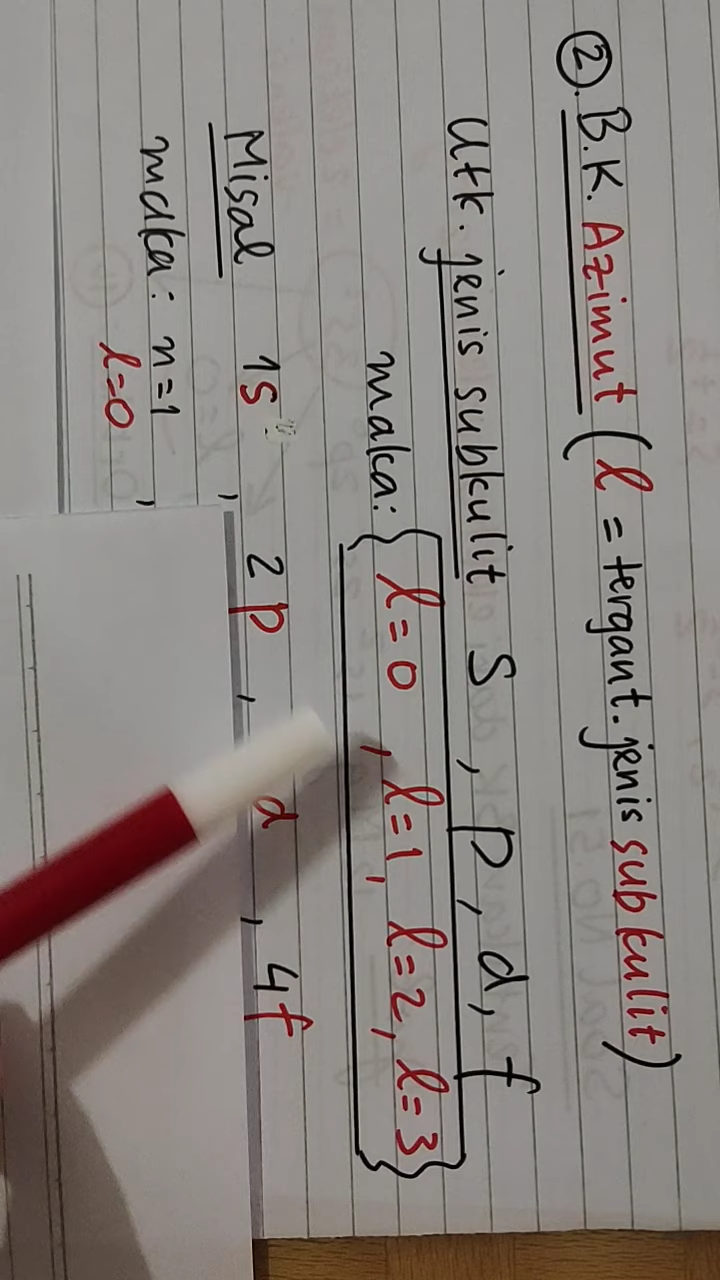 ②. B.K. Azimut (l = tergant. jenis subkulit)
Utk. jenis subkulit s, p, d, f
maka: { l=0, l=1, l=2, l=3 }
Misal 1s, 2p, d, 4f
maka: n=1,
l=0